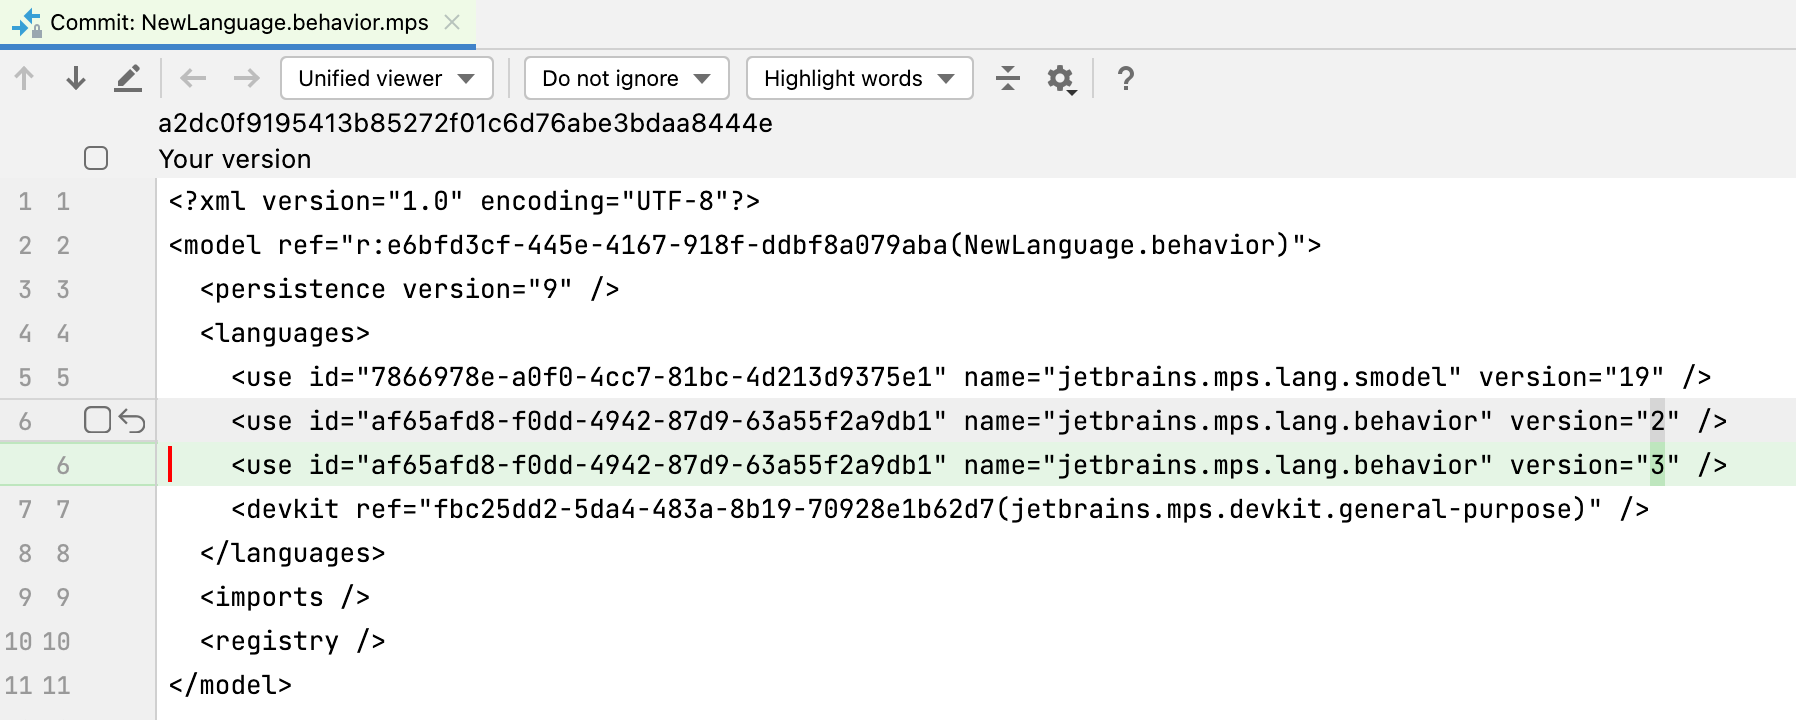 Commit: NewLanguage.behavior.mps
Unified viewer Do not ignore Highlight words ?
a2dc0f9195413b85272f01c6d76abe3bdaa8444e
Your version
1 1 <?xml version="1.0" encoding="UTF-8"?>
2 2 <model ref="r:e6bfd3cf-445e-4167-918f-ddbf8a079aba(NewLanguage.behavior)">
3 3 <persistence version="9" />
4 4 <languages>
5 5 <use id="7866978e-a0f0-4cc7-81bc-4d213d9375e1" name="jetbrains.mps.lang.smodel" version="19" />
6 <use id="af65afd8-f0dd-4942-87d9-63a55f2a9db1" name="jetbrains.mps.lang.behavior" version="2" />
6 <use id="af65afd8-f0dd-4942-87d9-63a55f2a9db1" name="jetbrains.mps.lang.behavior" version="3" />
7 7 <devkit ref="fbc25dd2-5da4-483a-8b19-70928e1b62d7(jetbrains.mps.devkit.general-purpose)" />
8 8 </languages>
9 9 <imports />
10 10 <registry />
11 11 </model>